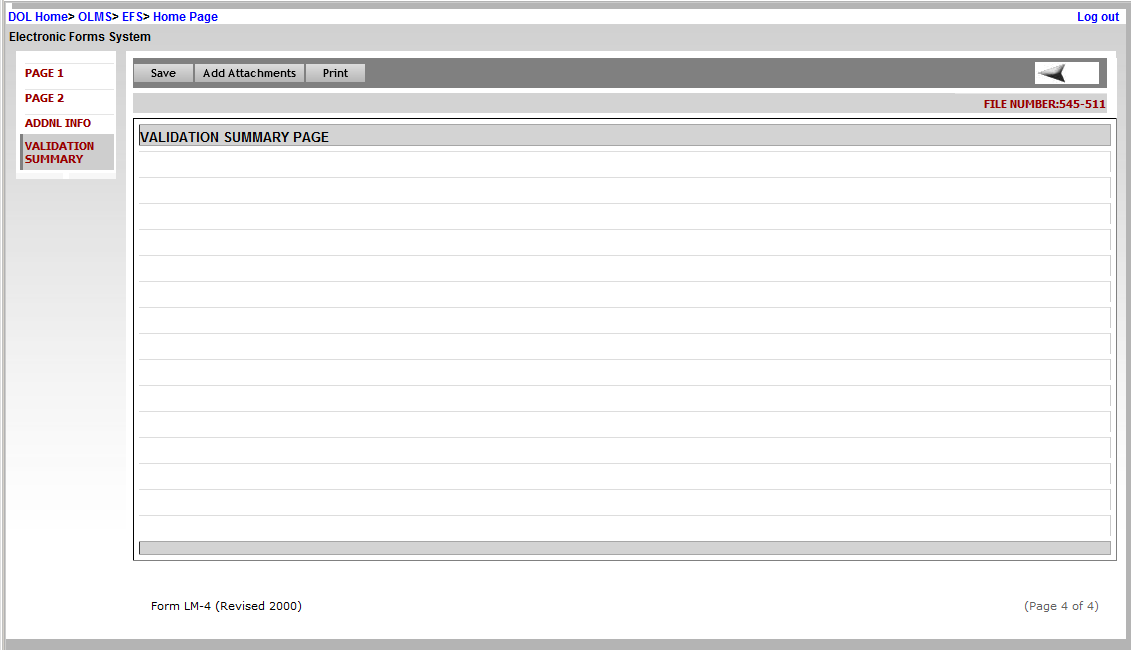 DOL Home> OLMS> EFS> Home Page Log out
Electronic Forms System
PAGE 1
PAGE 2
ADDNL INFO
VALIDATION
SUMMARY
Save Add Attachments Print
FILE NUMBER:545-511
VALIDATION SUMMARY PAGE
Form LM-4 (Revised 2000) (Page 4 of 4)